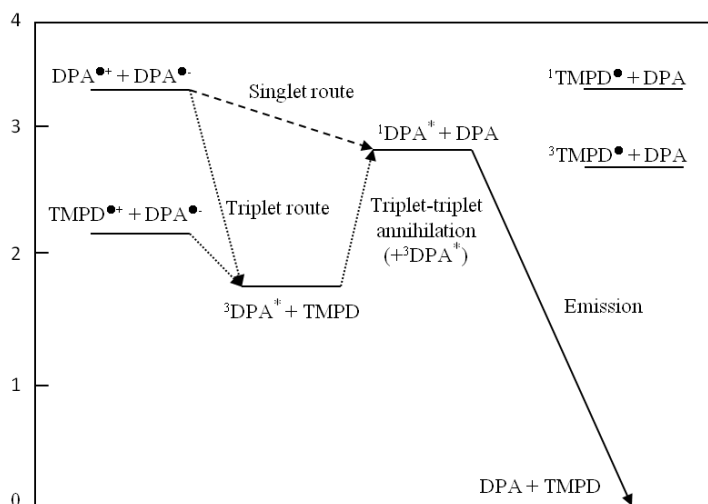 4
DPA●+ + DPA●-
¹TMPD● + DPA
Singlet route
3
¹DPA* + DPA
³TMPD● + DPA
TMPD●+ + DPA●-
Triplet route
Triplet-triplet
annihilation
(+³DPA*)
2
³DPA* + TMPD
Emission
1
DPA + TMPD
0